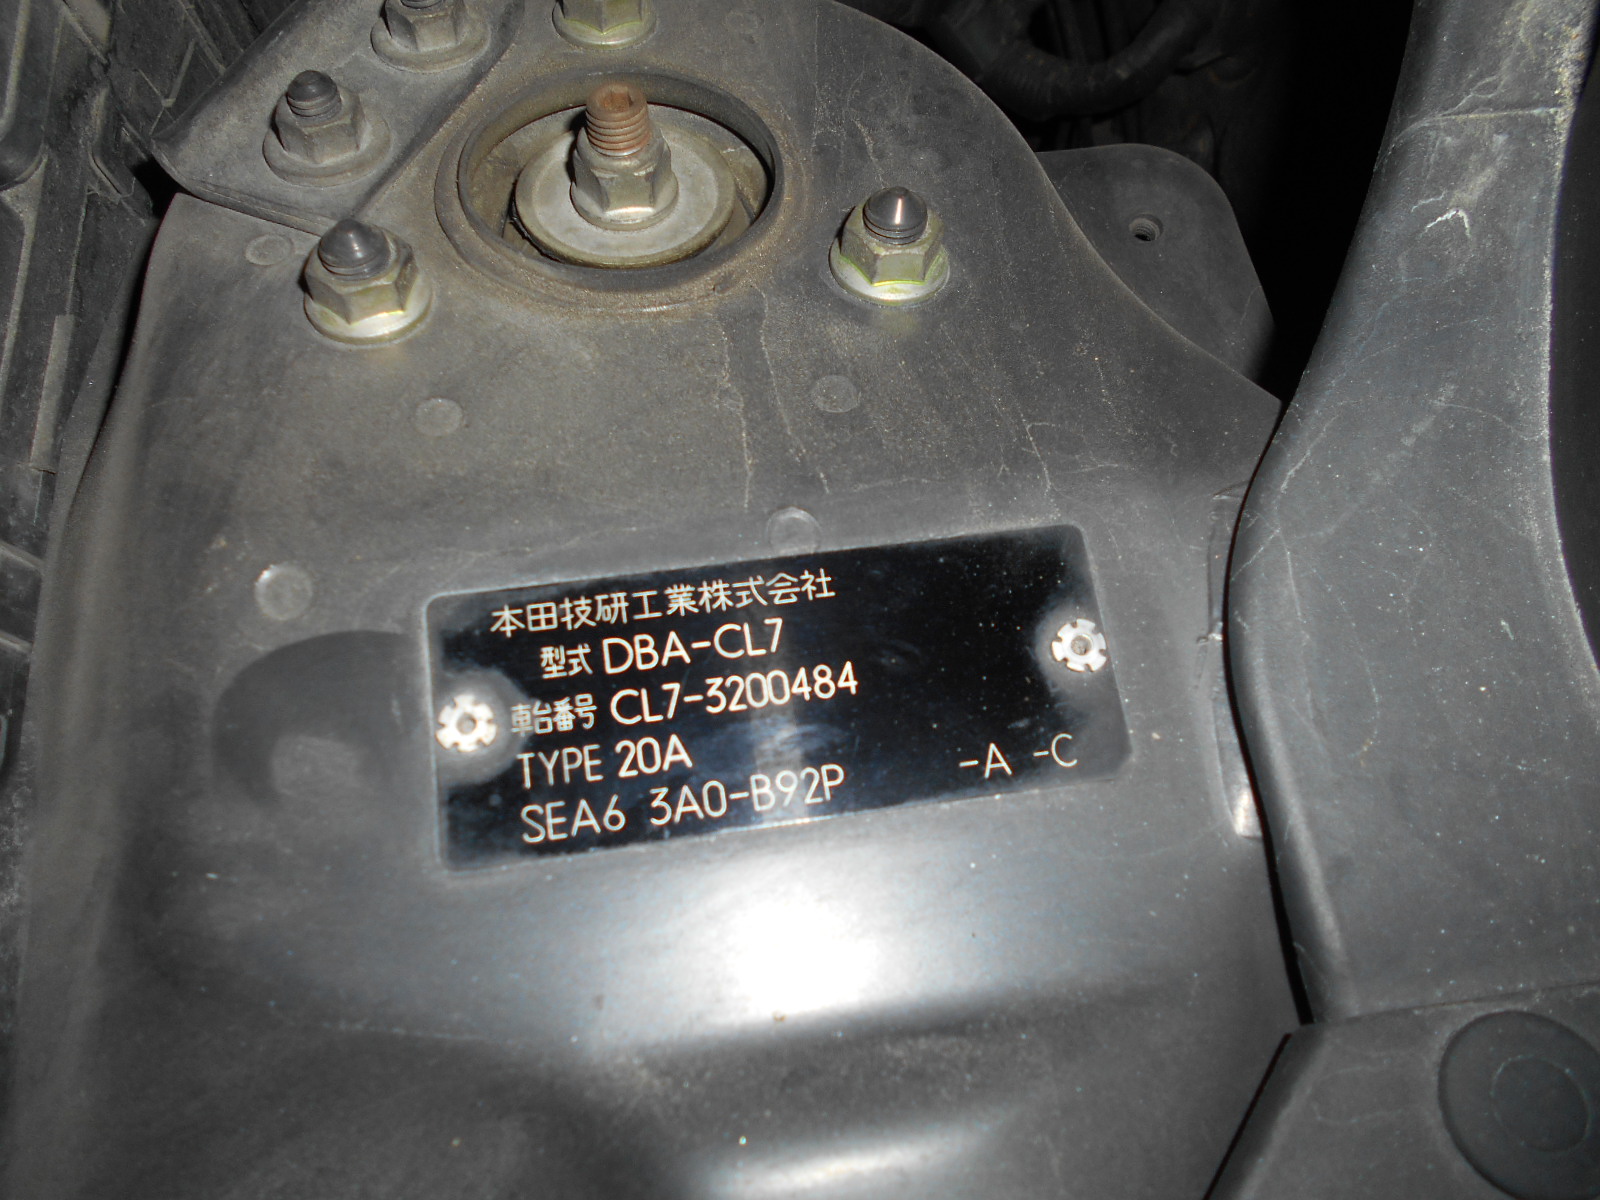 本田技研工業株式会社
型式 DBA-CL7
車台番号 CL7-3200484
TYPE 20A
SEA6 3A0-B92P -A -C